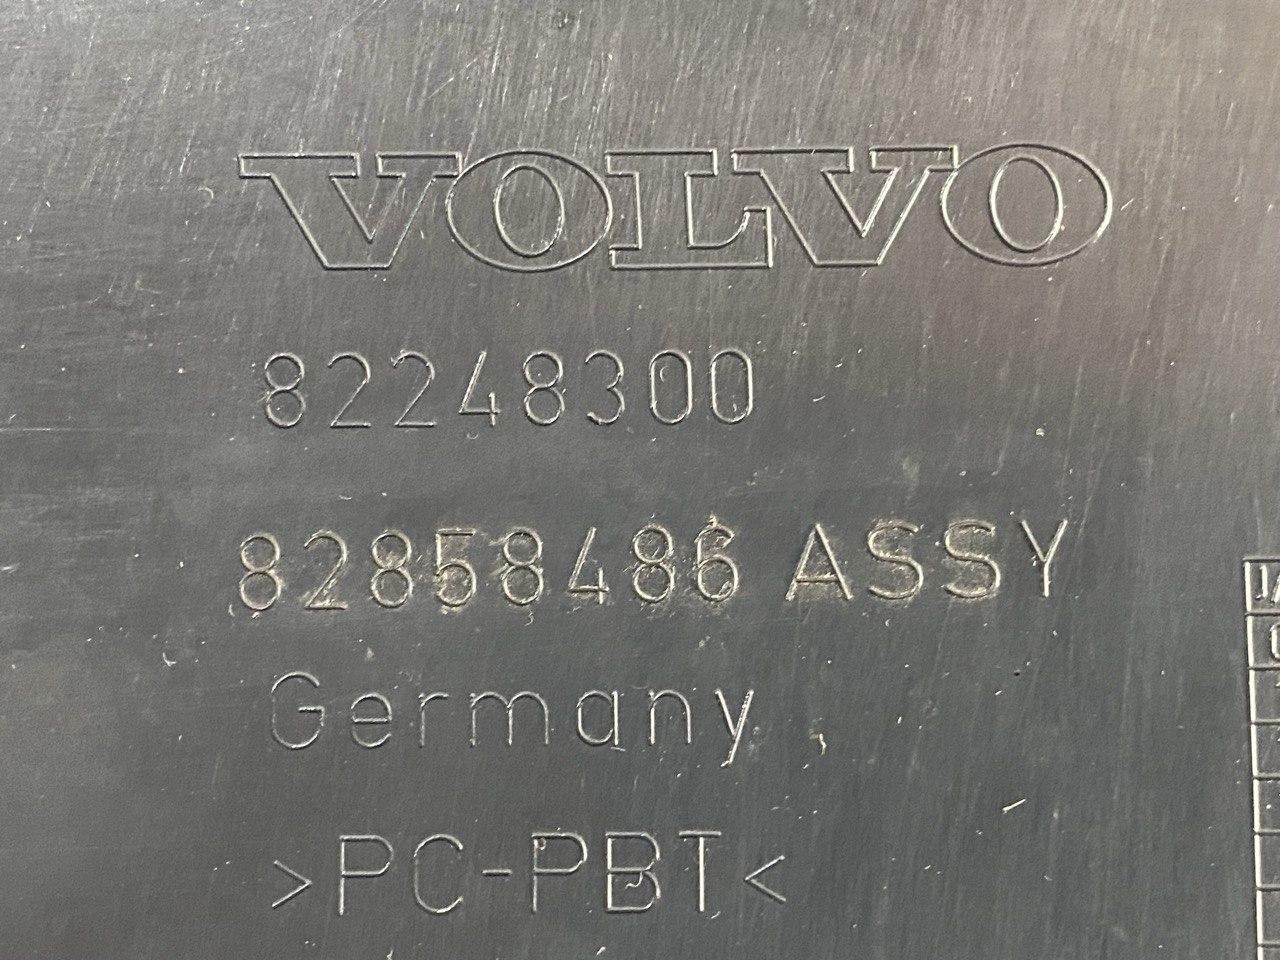 VOLVO
82248300
82858486 ASSY
Germany
>PC-PBT<